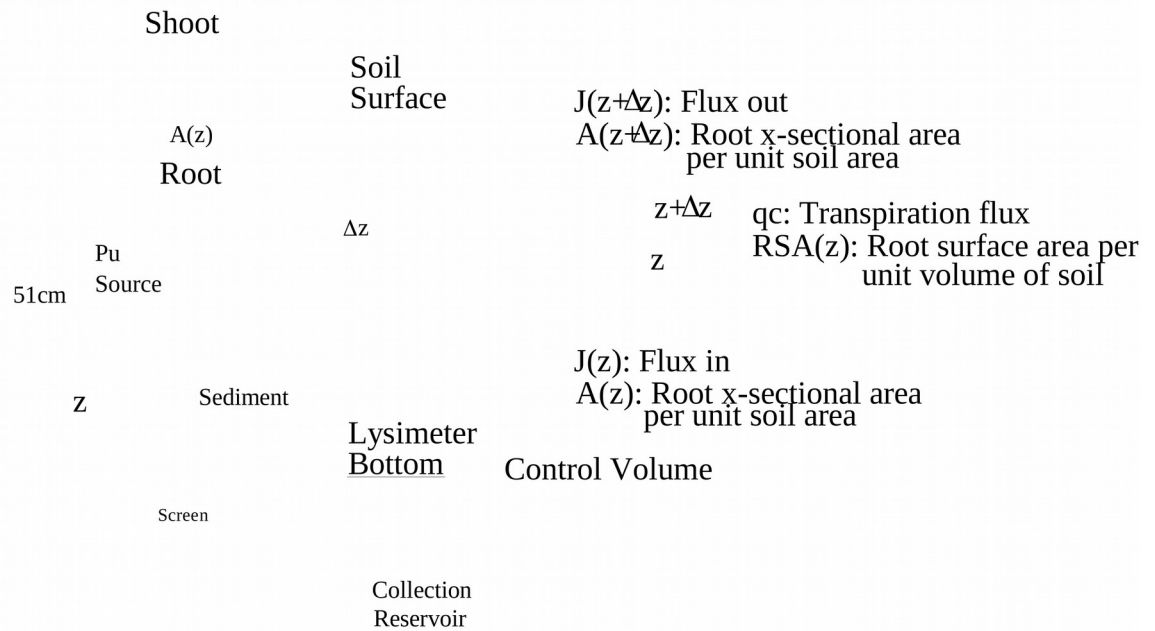 Shoot
Soil
Surface
A(z)
Root
Δz
Pu
Source
51cm
z
Sediment
Lysimeter
Bottom
Screen
Collection
Reservoir
J(z+Δz): Flux out
A(z+Δz): Root x-sectional area
per unit soil area
z+Δz
z
qc: Transpiration flux
RSA(z): Root surface area per
unit volume of soil
J(z): Flux in
A(z): Root x-sectional area
per unit soil area
Control Volume